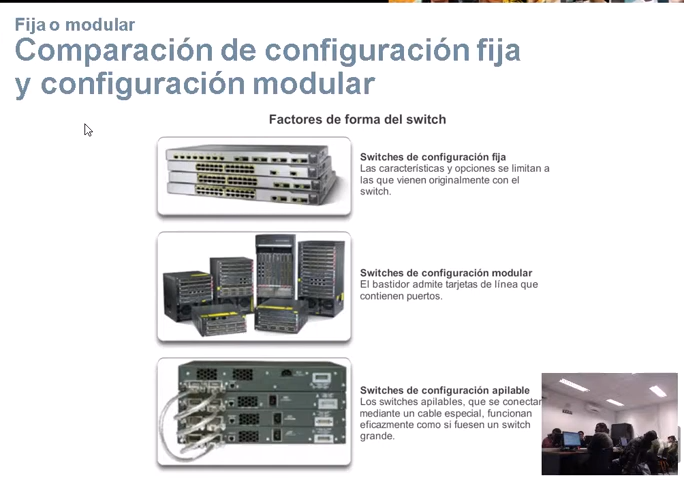 Fija o modular
Comparación de configuración fija
y configuración modular
Factores de forma del switch
Switches de configuración fija
Las características y opciones se limitan a
las que vienen originalmente con el
switch.
Switches de configuración modular
El bastidor admite tarjetas de línea que
contienen puertos.
Switches de configuración apilable
Los switches apilables, que se conectan
mediante un cable especial, funcionan
eficazmente como si fuesen un switch
grande.